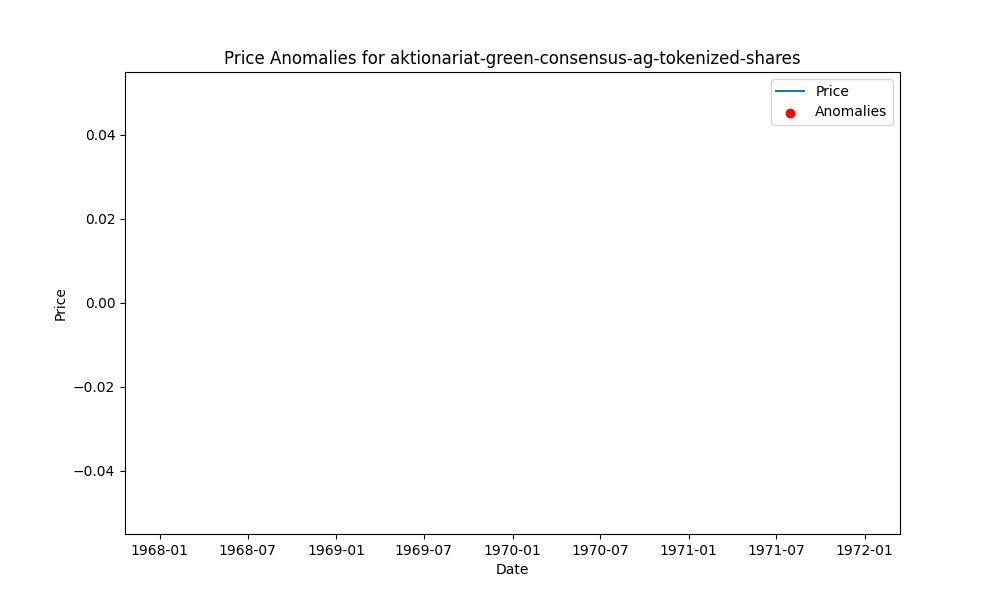 Price Anomalies for aktionariat-green-consensus-ag-tokenized-shares
Price
Anomalies
0.04
0.02
0.00
−0.02
−0.04
Price
1968-01 1968-07 1969-01 1969-07 1970-01 1970-07 1971-01 1971-07 1972-01
Date